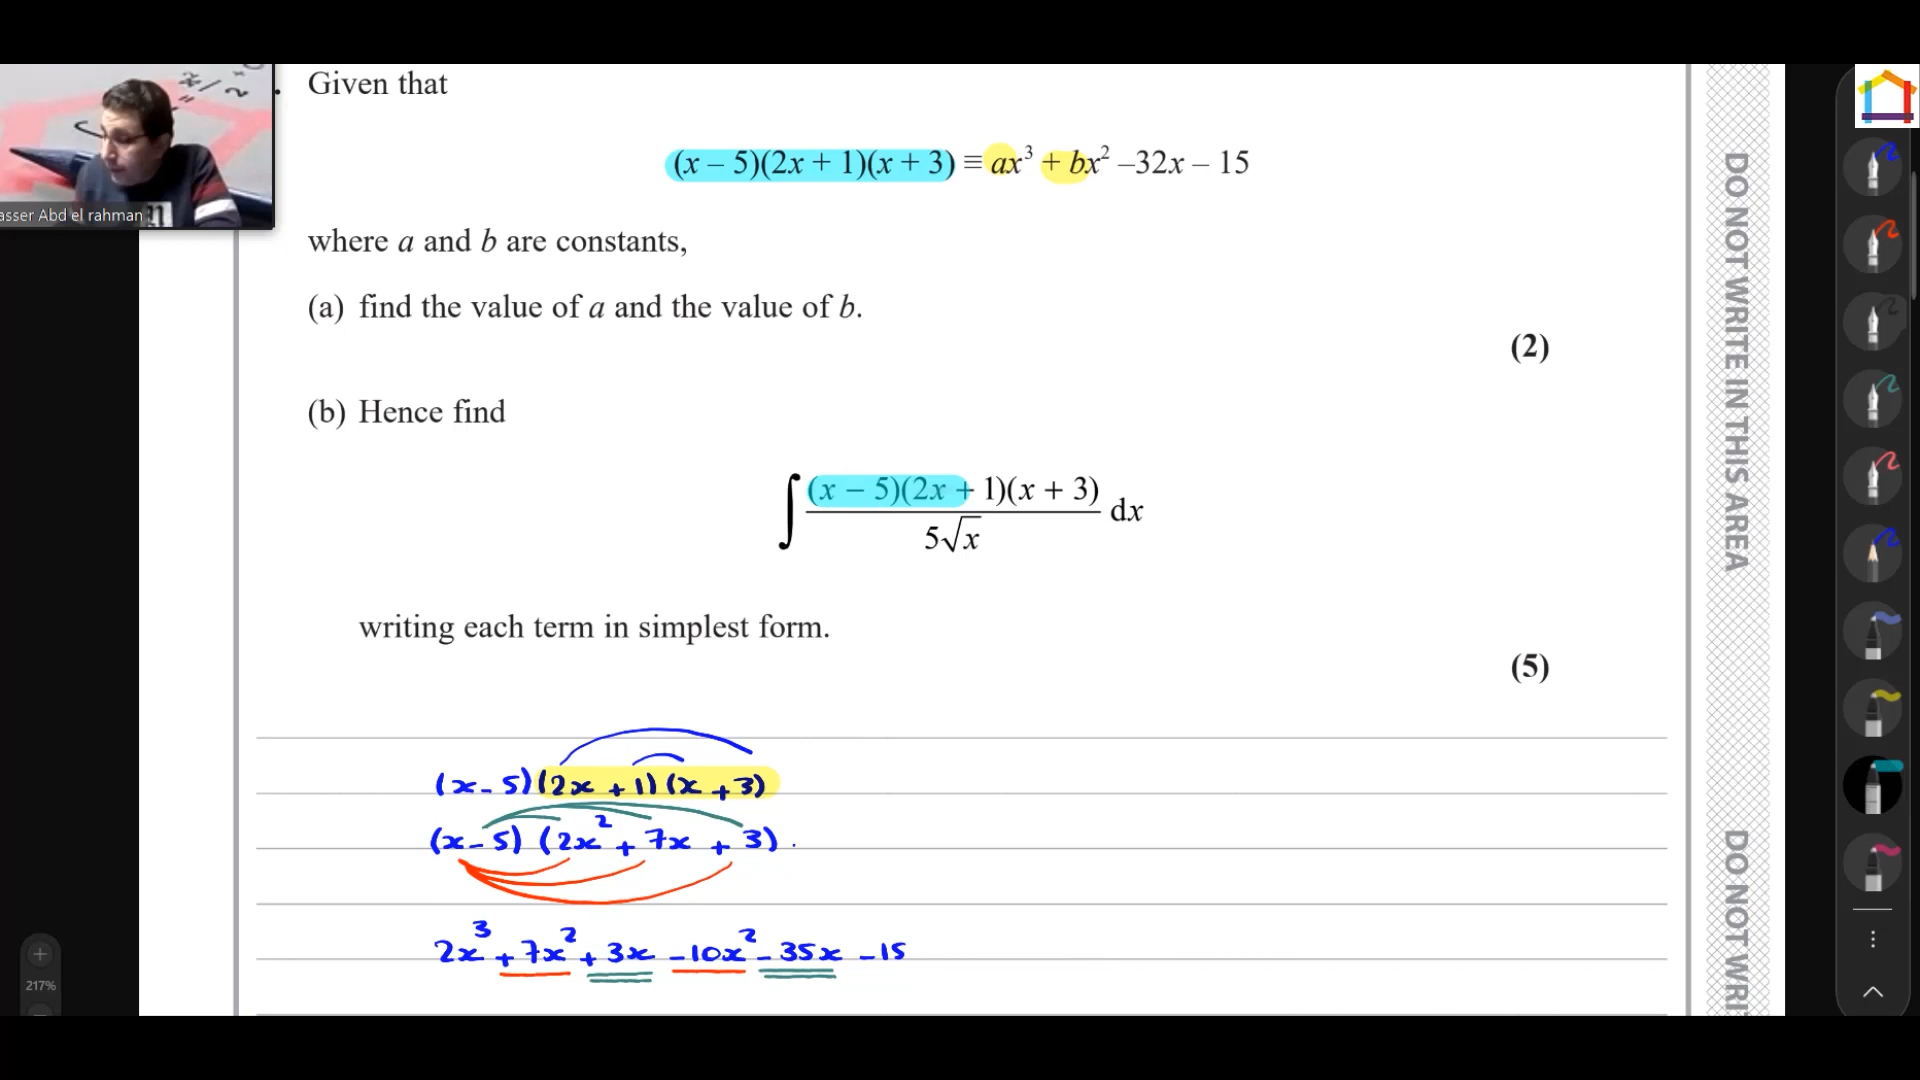 Given that
(x – 5)(2x + 1)(x + 3) ≡ ax³ + bx² –32x – 15
asser Abd el rahman
where a and b are constants,
(a) find the value of a and the value of b.
(2)
(b) Hence find
∫ (x – 5)(2x + 1)(x + 3) / 5√x dx
writing each term in simplest form.
(5)
(x - 5)(2x + 1)(x + 3)
(x - 5)(2x² + 7x + 3)
2x³ + 7x² + 3x - 10x² - 35x - 15
DO NOT WRITE IN THIS AREA
DO NOT WRI
217%